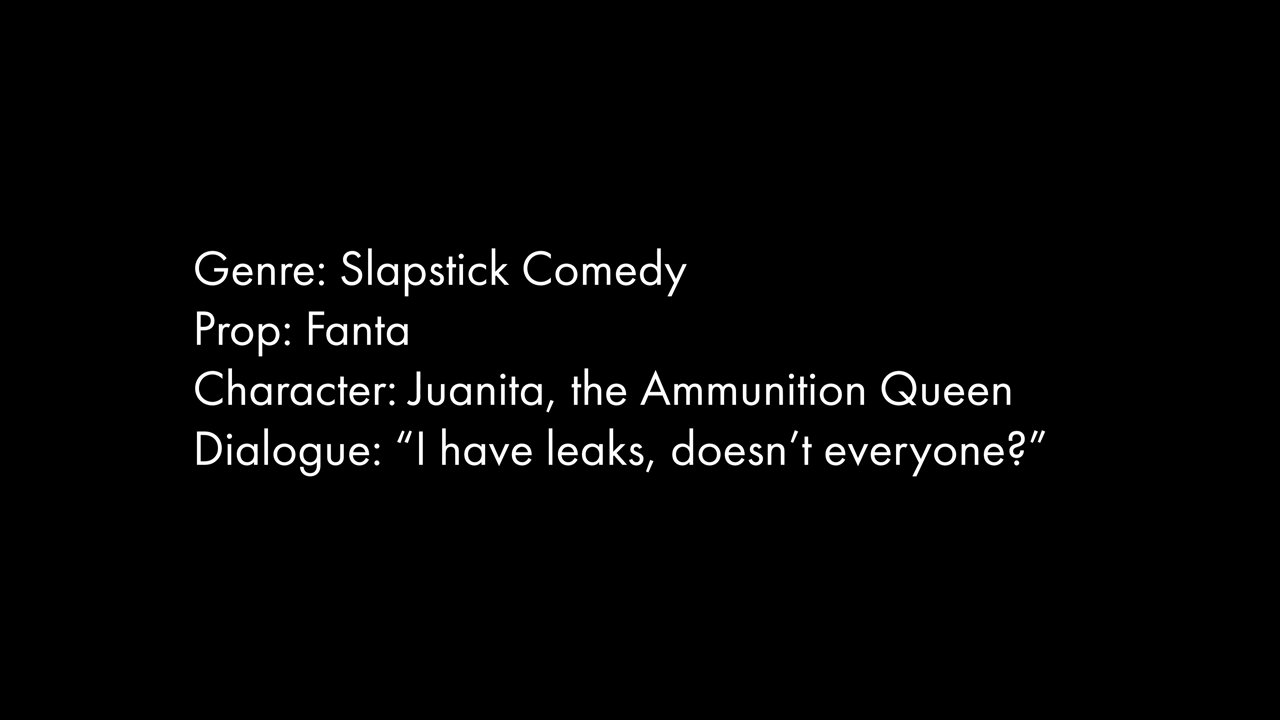 Genre: Slapstick Comedy
Prop: Fanta
Character: Juanita, the Ammunition Queen
Dialogue: “I have leaks, doesn’t everyone?”